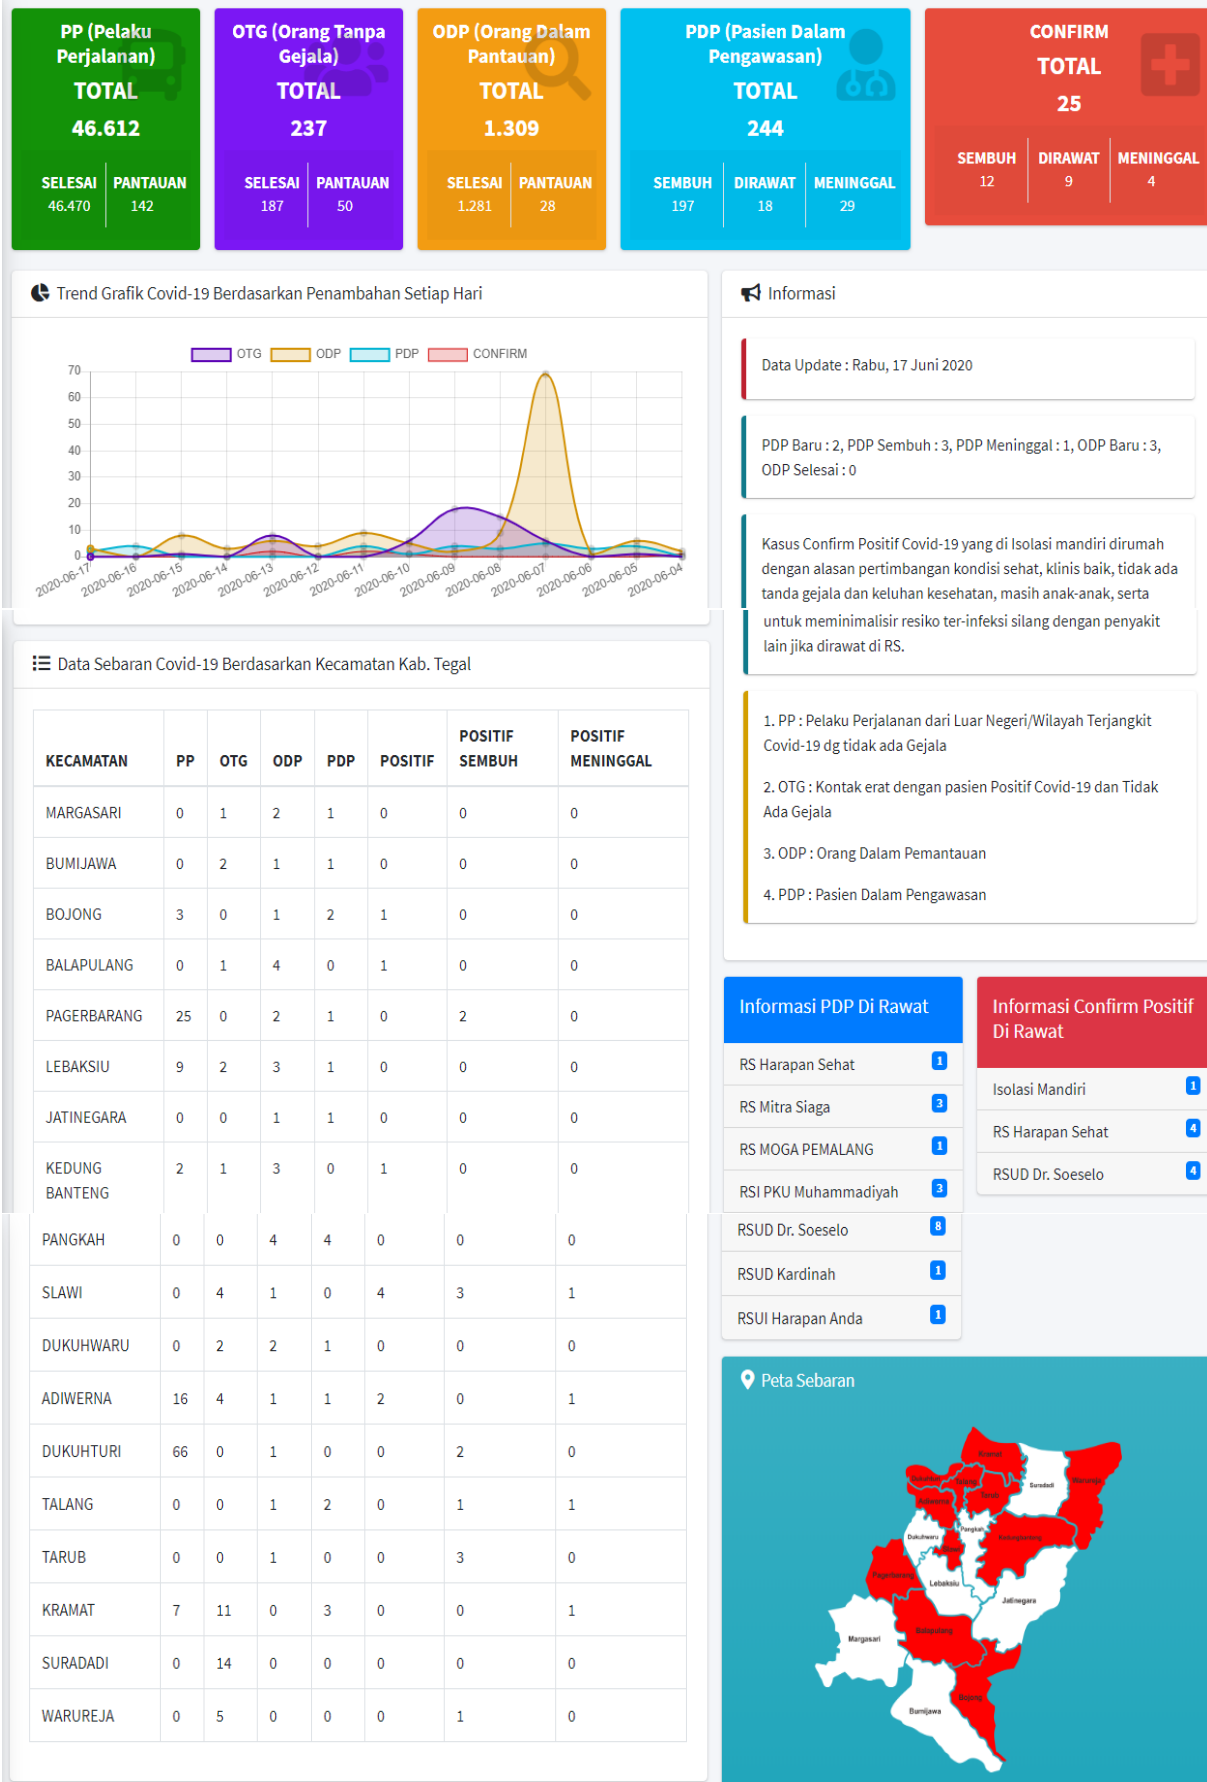 PP (Pelaku
Perjalanan)
TOTAL
46.612
SELESAI PANTAUAN
46.470 142
OTG (Orang Tanpa
Gejala)
TOTAL
237
SELESAI PANTAUAN
187 50
ODP (Orang Dalam
Pantauan)
TOTAL
1.309
SELESAI PANTAUAN
1.281 28
PDP (Pasien Dalam
Pengawasan)
TOTAL
244
SEMBUH DIRAWAT MENINGGAL
197 18 29
CONFIRM
TOTAL
25
SEMBUH DIRAWAT MENINGGAL
12 9 4
Trend Grafik Covid-19 Berdasarkan Penambahan Setiap Hari
OTG ODP PDP CONFIRM
70
60
50
40
30
20
10
0
2020-06-17 2020-06-16 2020-06-15 2020-06-14 2020-06-13 2020-06-12 2020-06-11 2020-06-10 2020-06-09 2020-06-08 2020-06-07 2020-06-06 2020-06-05 2020-06-04
Informasi
Data Update : Rabu, 17 Juni 2020
PDP Baru : 2, PDP Sembuh : 3, PDP Meninggal : 1, ODP Baru : 3,
ODP Selesai : 0
Kasus Confirm Positif Covid-19 yang di Isolasi mandiri dirumah
dengan alasan pertimbangan kondisi sehat, klinis baik, tidak ada
tanda gejala dan keluhan kesehatan, masih anak-anak, serta
untuk meminimalisir resiko ter-infeksi silang dengan penyakit
lain jika dirawat di RS.
1. PP : Pelaku Perjalanan dari Luar Negeri/Wilayah Terjangkit
Covid-19 dg tidak ada Gejala
2. OTG : Kontak erat dengan pasien Positif Covid-19 dan Tidak
Ada Gejala
3. ODP : Orang Dalam Pemantauan
4. PDP : Pasien Dalam Pengawasan
Data Sebaran Covid-19 Berdasarkan Kecamatan Kab. Tegal
KECAMATAN PP OTG ODP PDP POSITIF POSITIF SEMBUH POSITIF MENINGGAL
MARGASARI 0 1 2 1 0 0 0
BUMIJAWA 0 2 1 1 0 0 0
BOJONG 3 0 1 2 1 0 0
BALAPULANG 0 1 4 0 1 0 0
PAGERBARANG 25 0 2 1 0 2 0
LEBAKSIU 9 2 3 1 0 0 0
JATINEGARA 0 0 1 1 0 0 0
KEDUNG BANTENG 2 1 3 0 1 0 0
PANGKAH 0 0 4 4 0 0 0
SLAWI 0 4 1 0 4 3 1
DUKUHWARU 0 2 2 1 0 0 0
ADIWERNA 16 4 1 1 2 0 1
DUKUHTURI 66 0 1 0 0 2 0
TALANG 0 0 1 2 0 1 1
TARUB 0 0 1 0 0 3 0
KRAMAT 7 11 0 3 0 0 1
SURADADI 0 14 0 0 0 0 0
WARUREJA 0 5 0 0 0 1 0
Informasi PDP Di Rawat
RS Harapan Sehat 1
RS Mitra Siaga 3
RS MOGA PEMALANG 1
RSI PKU Muhammadiyah 3
RSUD Dr. Soeselo 8
RSUD Kardinah 1
RSUI Harapan Anda 1
Informasi Confirm Positif
Di Rawat
Isolasi Mandiri 1
RS Harapan Sehat 4
RSUD Dr. Soeselo 4
Peta Sebaran
Kramat
Suradadi
Warureja
Talang
Tarub
Adiwerna
Dukuhwaru
Pangkah
Kedungbanteng
Pagerbarang
Lebaksiu
Jatinegara
Margasari
Balapulang
Bojong
Bumijawa